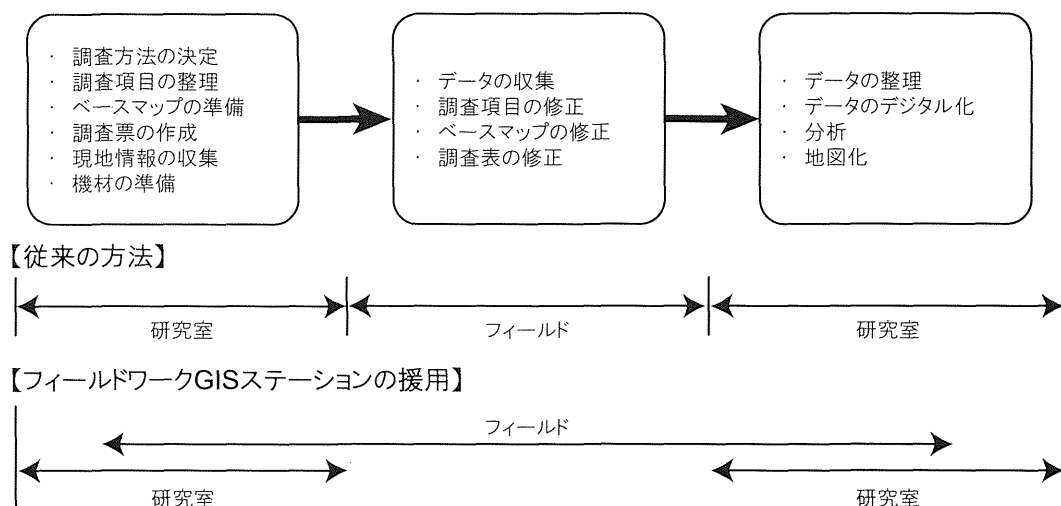 · 調査方法の決定
· 調査項目の整理
· ベースマップの準備
· 調査票の作成
· 現地情報の収集
· 機材の準備
· データの収集
· 調査項目の修正
· ベースマップの修正
· 調査表の修正
· データの整理
· データのデジタル化
· 分析
· 地図化
【従来の方法】
研究室 フィールド 研究室
【フィールドワークGISステーションの援用】
フィールド
研究室 研究室